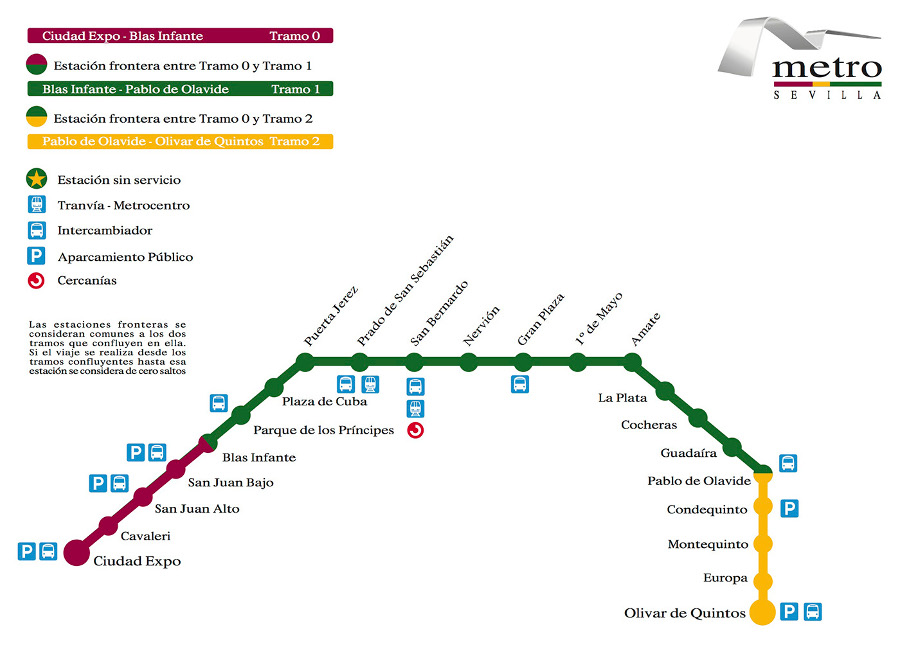 Ciudad Expo - Blas Infante Tramo 0
Estación frontera entre Tramo 0 y Tramo 1
Blas Infante - Pablo de Olavide Tramo 1
Estación frontera entre Tramo 0 y Tramo 2
Pablo de Olavide - Olivar de Quintos Tramo 2
Estación sin servicio
Tranvía - Metrocentro
Intercambiador
P Aparcamiento Público
Cercanías
metro
SEVILLA
Las estaciones fronteras se
consideran comunes a los dos
tramos que confluyen en ella.
Si el viaje se realiza desde los
tramos confluyentes hasta esa
estación se considera de cero saltos
Puerta Jerez
Prado de San Sebastián
San Bernardo
Nervión
Gran Plaza
1º de Mayo
Amate
Plaza de Cuba
Parque de los Príncipes
P
Blas Infante
P
San Juan Bajo
San Juan Alto
Cavaleri
P
Ciudad Expo
La Plata
Cocheras
Guadaíra
Pablo de Olavide
Condequinto P
Montequinto
Europa
Olivar de Quintos P